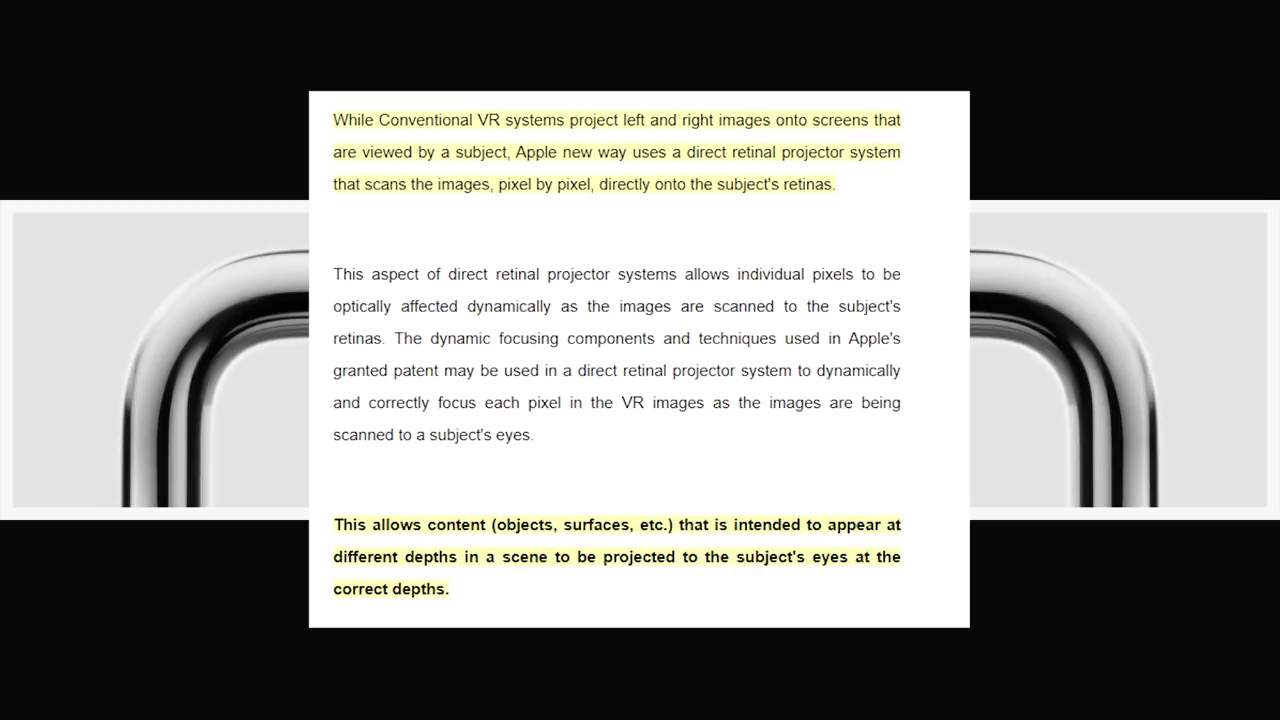 While Conventional VR systems project left and right images onto screens that
are viewed by a subject, Apple new way uses a direct retinal projector system
that scans the images, pixel by pixel, directly onto the subject's retinas.
This aspect of direct retinal projector systems allows individual pixels to be
optically affected dynamically as the images are scanned to the subject's
retinas. The dynamic focusing components and techniques used in Apple's
granted patent may be used in a direct retinal projector system to dynamically
and correctly focus each pixel in the VR images as the images are being
scanned to a subject's eyes.
This allows content (objects, surfaces, etc.) that is intended to appear at
different depths in a scene to be projected to the subject's eyes at the
correct depths.